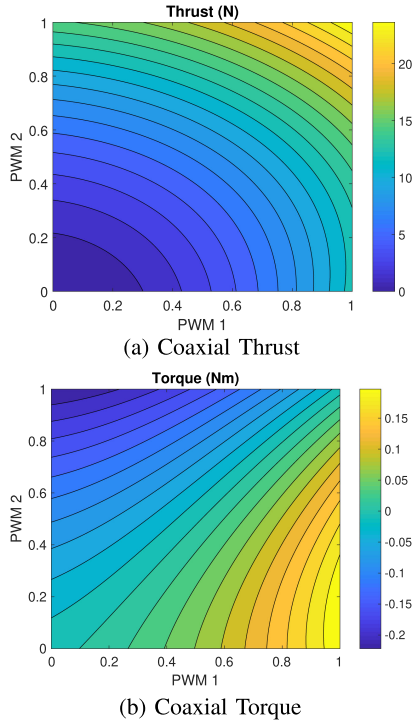 Thrust (N)
1
0.8
0.6
0.4
0.2
0
PWM 2
0 0.2 0.4 0.6 0.8 1
PWM 1
20
15
10
5
0
(a) Coaxial Thrust
Torque (Nm)
1
0.8
0.6
0.4
0.2
0
PWM 2
0 0.2 0.4 0.6 0.8 1
PWM 1
0.15
0.1
0.05
0
-0.05
-0.1
-0.15
-0.2
(b) Coaxial Torque